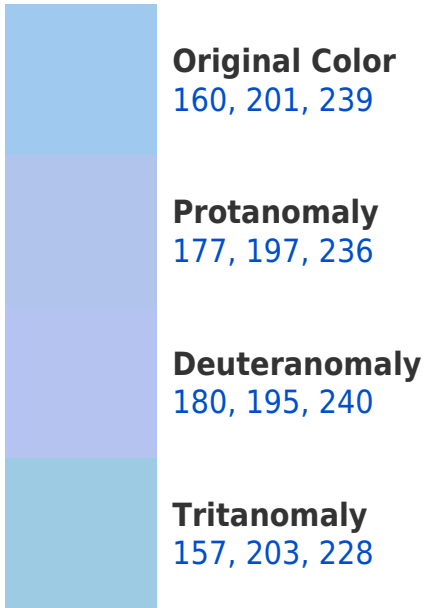 Original Color
160, 201, 239
Protanomaly
177, 197, 236
Deuteranomaly
180, 195, 240
Tritanomaly
157, 203, 228